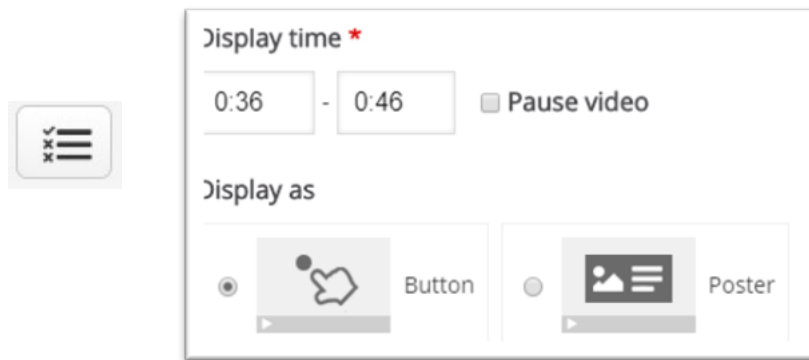 Display time *
0:36 - 0:46 Pause video
Display as
Button Poster